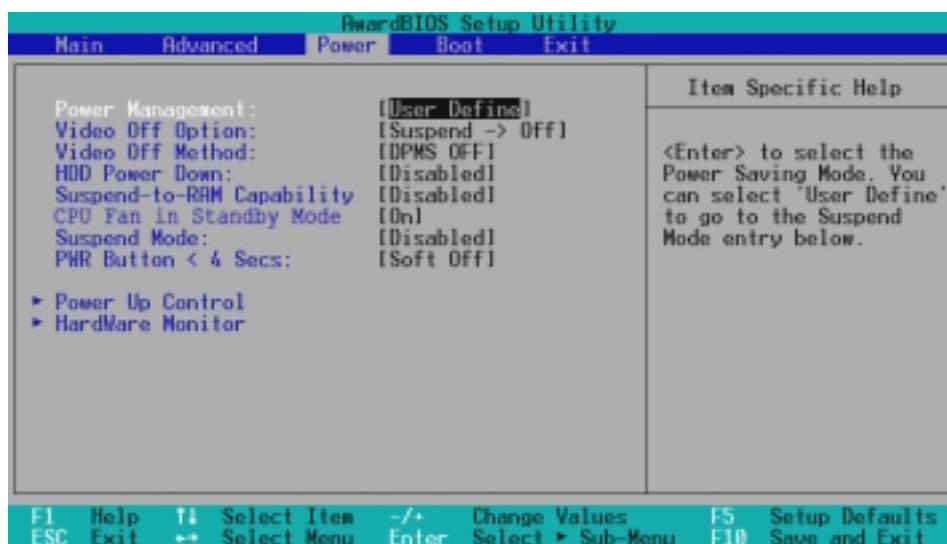 AwardBIOS Setup Utility
Main Advanced Power Boot Exit
Power Management: [User Define]
Video Off Option: [Suspend -> Off]
Video Off Method: [DPMS OFF]
HDD Power Down: [Disabled]
Suspend-to-RAM Capability [Disabled]
CPU Fan in Standby Mode [On]
Suspend Mode: [Disabled]
PWR Button < 4 Secs: [Soft Off]
► Power Up Control
► HardWare Monitor
Item Specific Help
<Enter> to select the
Power Saving Mode. You
can select 'User Define'
to go to the Suspend
Mode entry below.
F1 Help ↑↓ Select Item -/+ Change Values F5 Setup Defaults
ESC Exit ←→ Select Menu Enter Select ► Sub-Menu F10 Save and Exit